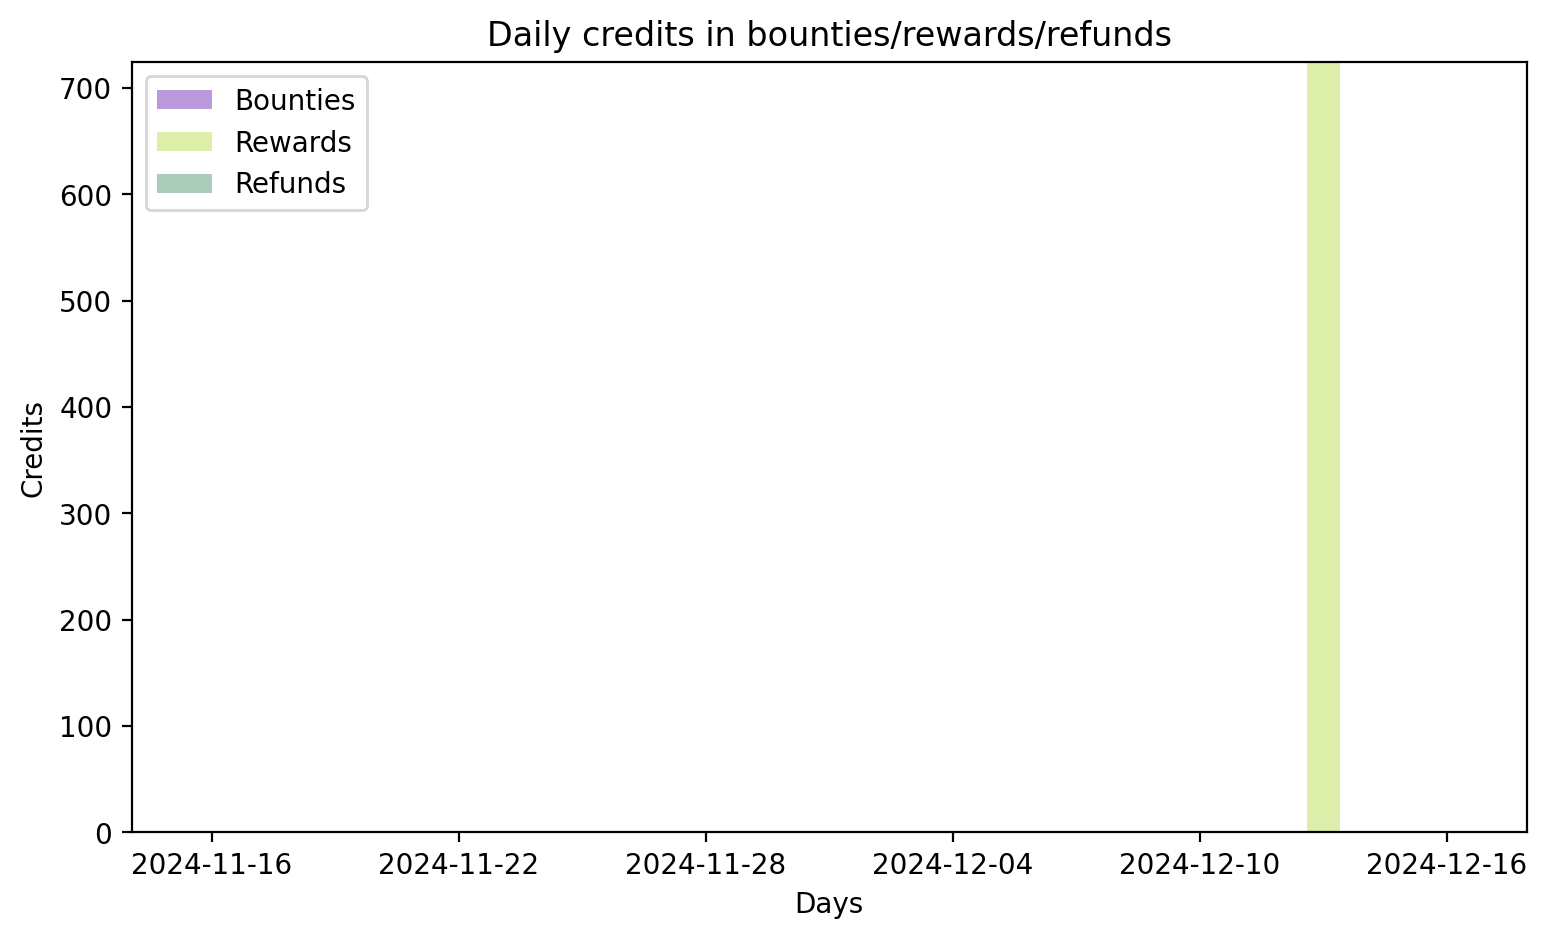 Daily credits in bounties/rewards/refunds
Bounties
Rewards
Refunds
700
600
500
400
300
200
100
0
Credits
2024-11-16 2024-11-22 2024-11-28 2024-12-04 2024-12-10 2024-12-16
Days